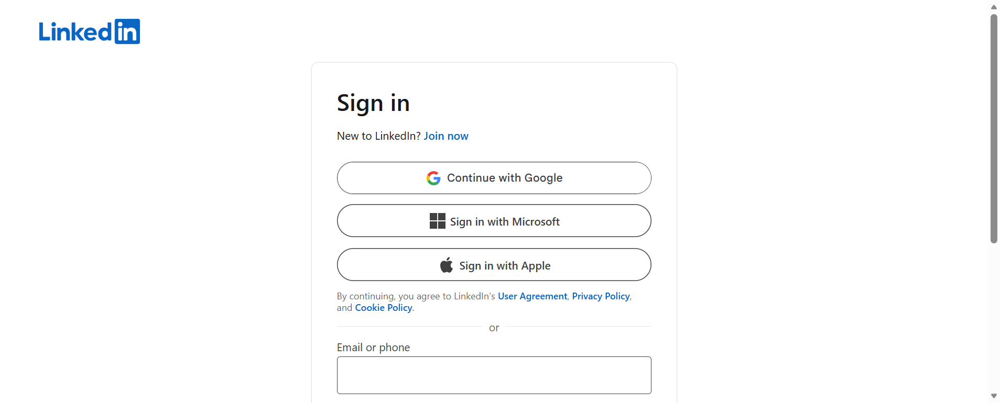 Linkedin
Sign in
New to LinkedIn? Join now
Continue with Google
Sign in with Microsoft
Sign in with Apple
By continuing, you agree to LinkedIn’s User Agreement, Privacy Policy,
and Cookie Policy.
or
Email or phone